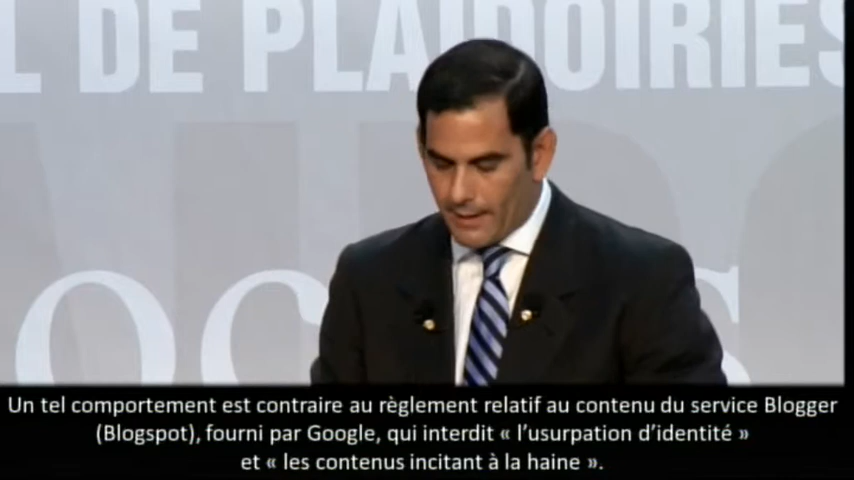 L DE PLAIDOIRIES
Un tel comportement est contraire au règlement relatif au contenu du service Blogger
(Blogspot), fourni par Google, qui interdit « l'usurpation d'identité »
et « les contenus incitant à la haine ».